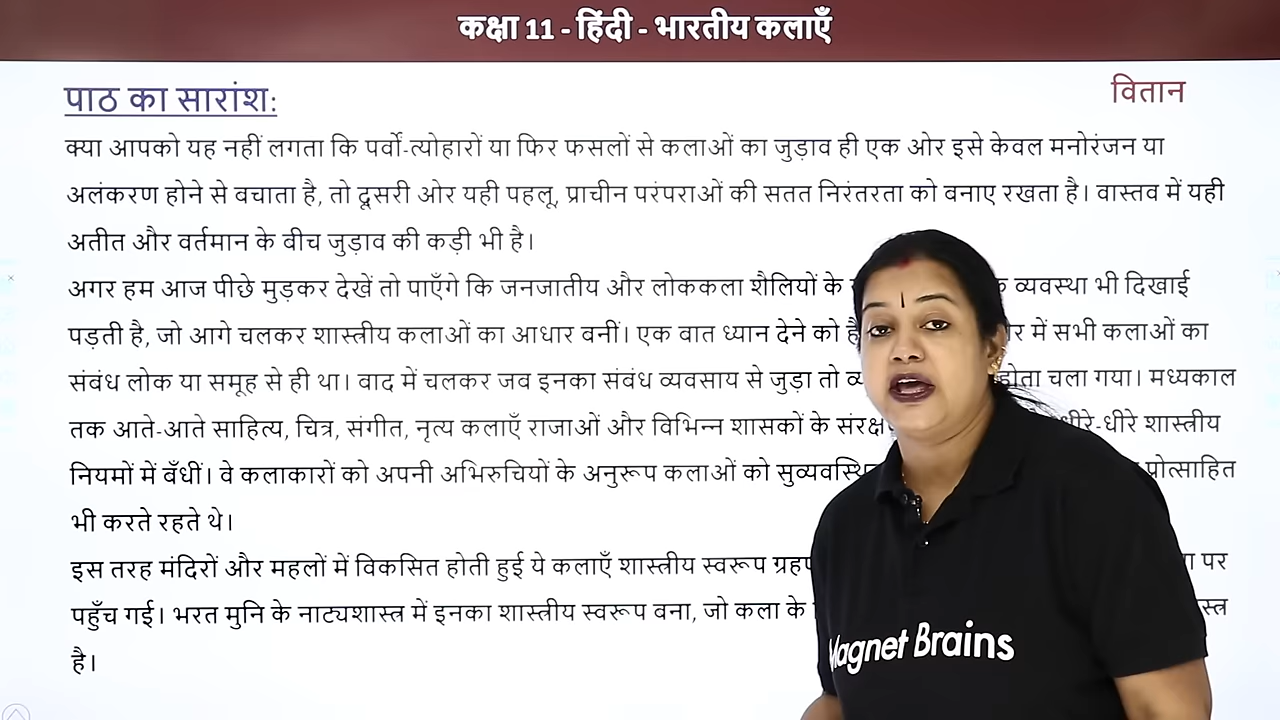 कक्षा 11 - हिंदी - भारतीय कलाएँ
पाठ का सारांश:
वितान
क्या आपको यह नहीं लगता कि पर्वों-त्योहारों या फिर फसलों से कलाओं का जुड़ाव ही एक ओर इसे केवल मनोरंजन या
अलंकरण होने से बचाता है, तो दूसरी ओर यही पहलू, प्राचीन परंपराओं की सतत निरंतरता को बनाए रखता है। वास्तव में यही
अतीत और वर्तमान के बीच जुड़ाव की कड़ी भी है।
अगर हम आज पीछे मुड़कर देखें तो पाएँगे कि जनजातीय और लोककला शैलियों के व्यवस्था भी दिखाई
पड़ती है, जो आगे चलकर शास्त्रीय कलाओं का आधार बनीं। एक बात ध्यान देने को है में सभी कलाओं का
संबंध लोक या समूह से ही था। बाद में चलकर जब इनका संबंध व्यवसाय से जुड़ा तो होता चला गया। मध्यकाल
तक आते-आते साहित्य, चित्र, संगीत, नृत्य कलाएँ राजाओं और विभिन्न शासकों के धीरे-धीरे शास्त्रीय
नियमों में बँधीं। वे कलाकारों को अपनी अभिरुचियों के अनुरूप कलाओं को प्रोत्साहित
भी करते रहते थे।
इस तरह मंदिरों और महलों में विकसित होती हुई ये कलाएँ शास्त्रीय स्वरूप पर
पहुँच गई। भरत मुनि के नाट्यशास्त्र में इनका शास्त्रीय स्वरूप बना, जो कला के
है।
Magnet Brains